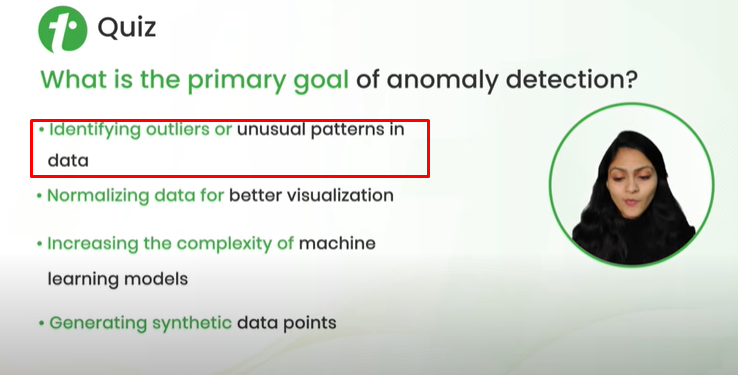 Quiz
What is the primary goal of anomaly detection?
• Identifying outliers or unusual patterns in
data
• Normalizing data for better visualization
• Increasing the complexity of machine
learning models
• Generating synthetic data points